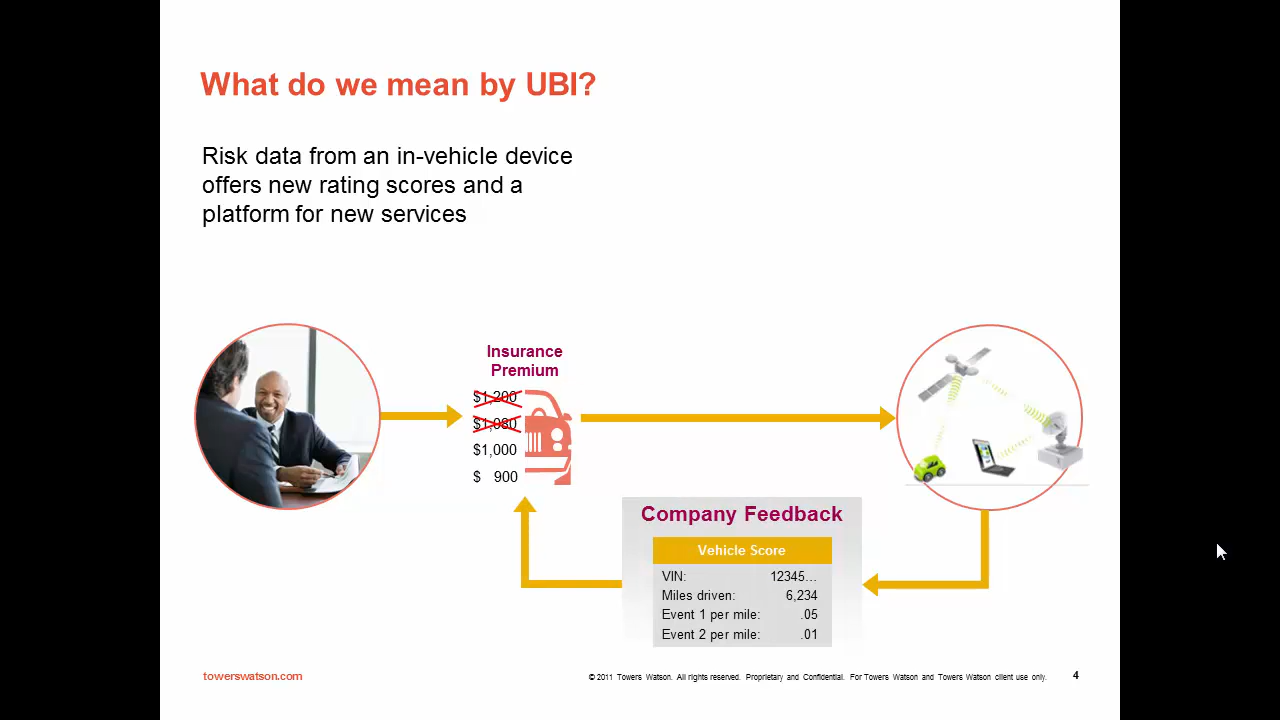 What do we mean by UBI?
Risk data from an in-vehicle device
offers new rating scores and a
platform for new services
Insurance
Premium
$1,200
$1,080
$1,000
$ 900
Company Feedback
Vehicle Score
VIN: 12345...
Miles driven: 6,234
Event 1 per mile: .05
Event 2 per mile: .01
towerswatson.com
© 2011 Towers Watson. All rights reserved. Proprietary and Confidential. For Towers Watson and Towers Watson client use only.
4